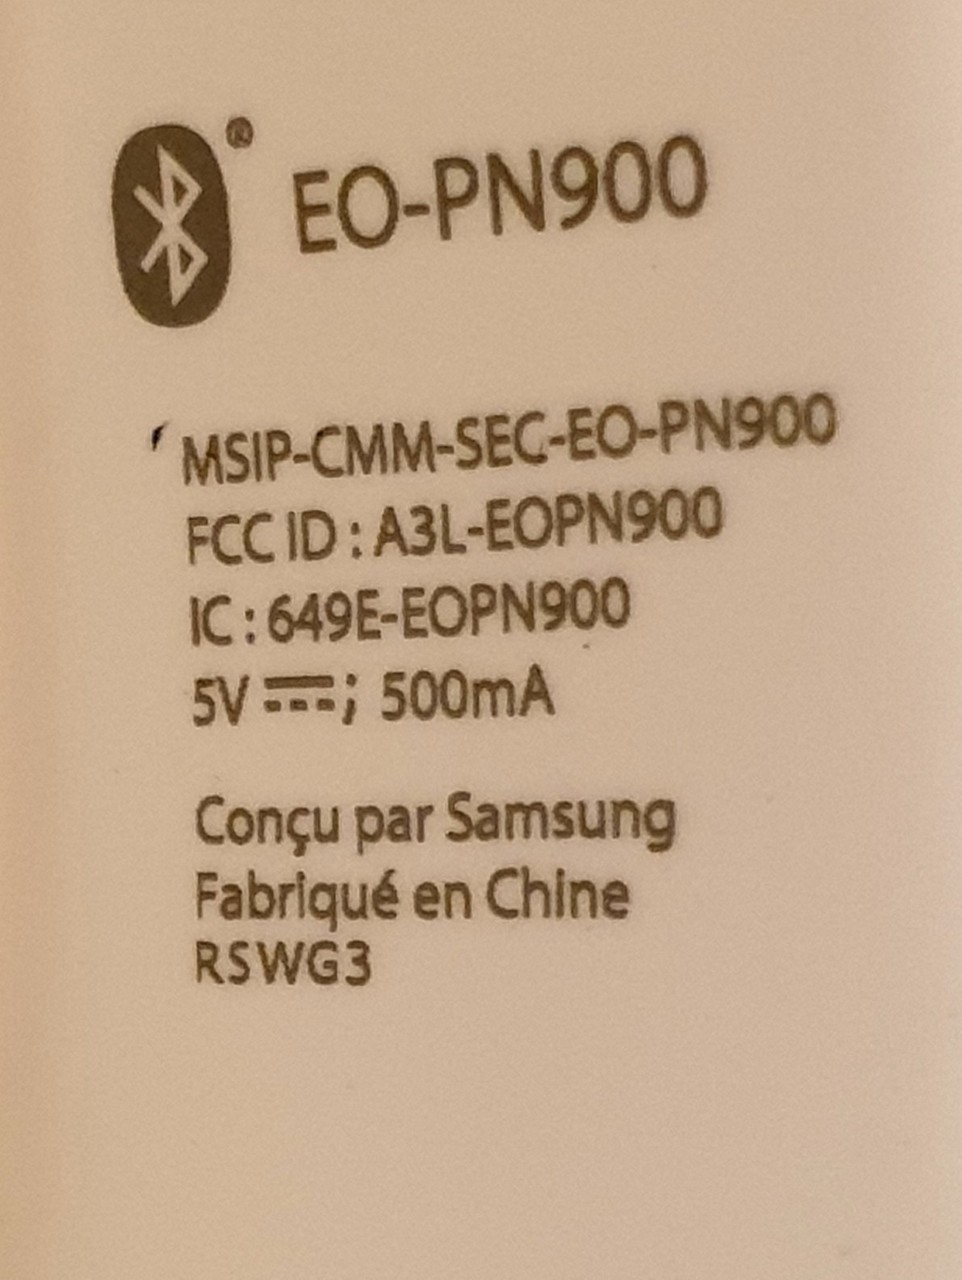 ® EO-PN900
MSIP-CMM-SEC-EO-PN900
FCC ID : A3L-EOPN900
IC : 649E-EOPN900
5V ⎓; 500mA
Conçu par Samsung
Fabriqué en Chine
RSWG3